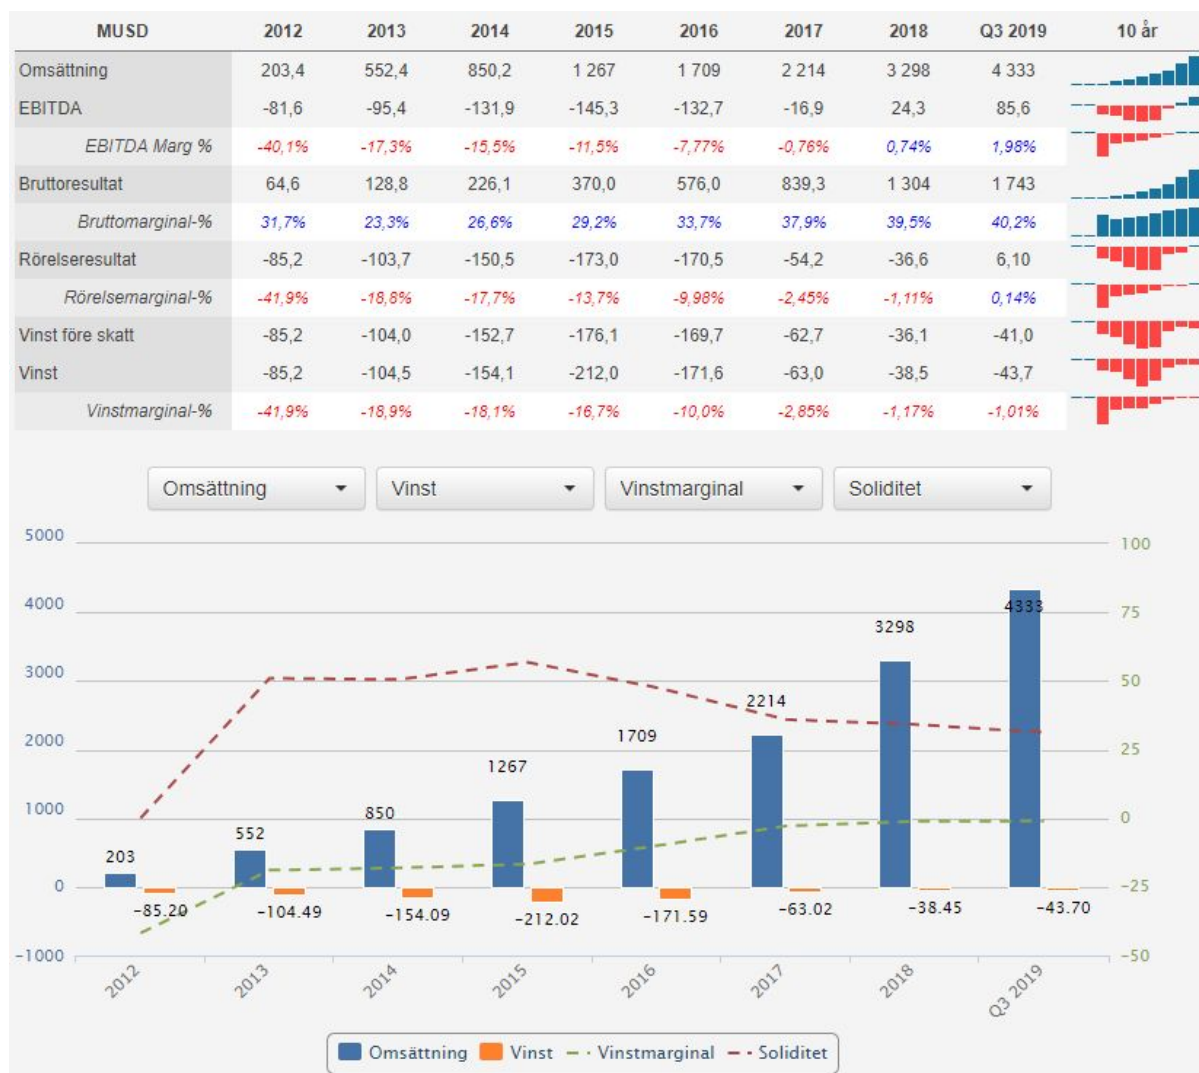 MUSD 2012 2013 2014 2015 2016 2017 2018 Q3 2019 10 år
Omsättning 203,4 552,4 850,2 1 267 1 709 2 214 3 298 4 333
EBITDA -81,6 -95,4 -131,9 -145,3 -132,7 -16,9 24,3 85,6
EBITDA Marg % -40,1% -17,3% -15,5% -11,5% -7,77% -0,76% 0,74% 1,98%
Bruttoresultat 64,6 128,8 226,1 370,0 576,0 839,3 1 304 1 743
Bruttomarginal-% 31,7% 23,3% 26,6% 29,2% 33,7% 37,9% 39,5% 40,2%
Rörelseresultat -85,2 -103,7 -150,5 -173,0 -170,5 -54,2 -36,6 6,10
Rörelsemarginal-% -41,9% -18,8% -17,7% -13,7% -9,98% -2,45% -1,11% 0,14%
Vinst före skatt -85,2 -104,0 -152,7 -176,1 -169,7 -62,7 -36,1 -41,0
Vinst -85,2 -104,5 -154,1 -212,0 -171,6 -63,0 -38,5 -43,7
Vinstmarginal-% -41,9% -18,9% -18,1% -16,7% -10,0% -2,85% -1,17% -1,01%
Omsättning Vinst Vinstmarginal Soliditet
5000 100
4000 4333 75
3298
3000 50
2214
2000 1709 25
1267
1000 850 0
552
203
0 -25
-85.20 -104.49 -154.09 -212.02 -171.59 -63.02 -38.45 -43.70
-1000 -50
2012 2013 2014 2015 2016 2017 2018 Q3 2019
Omsättning Vinst Vinstmarginal Soliditet